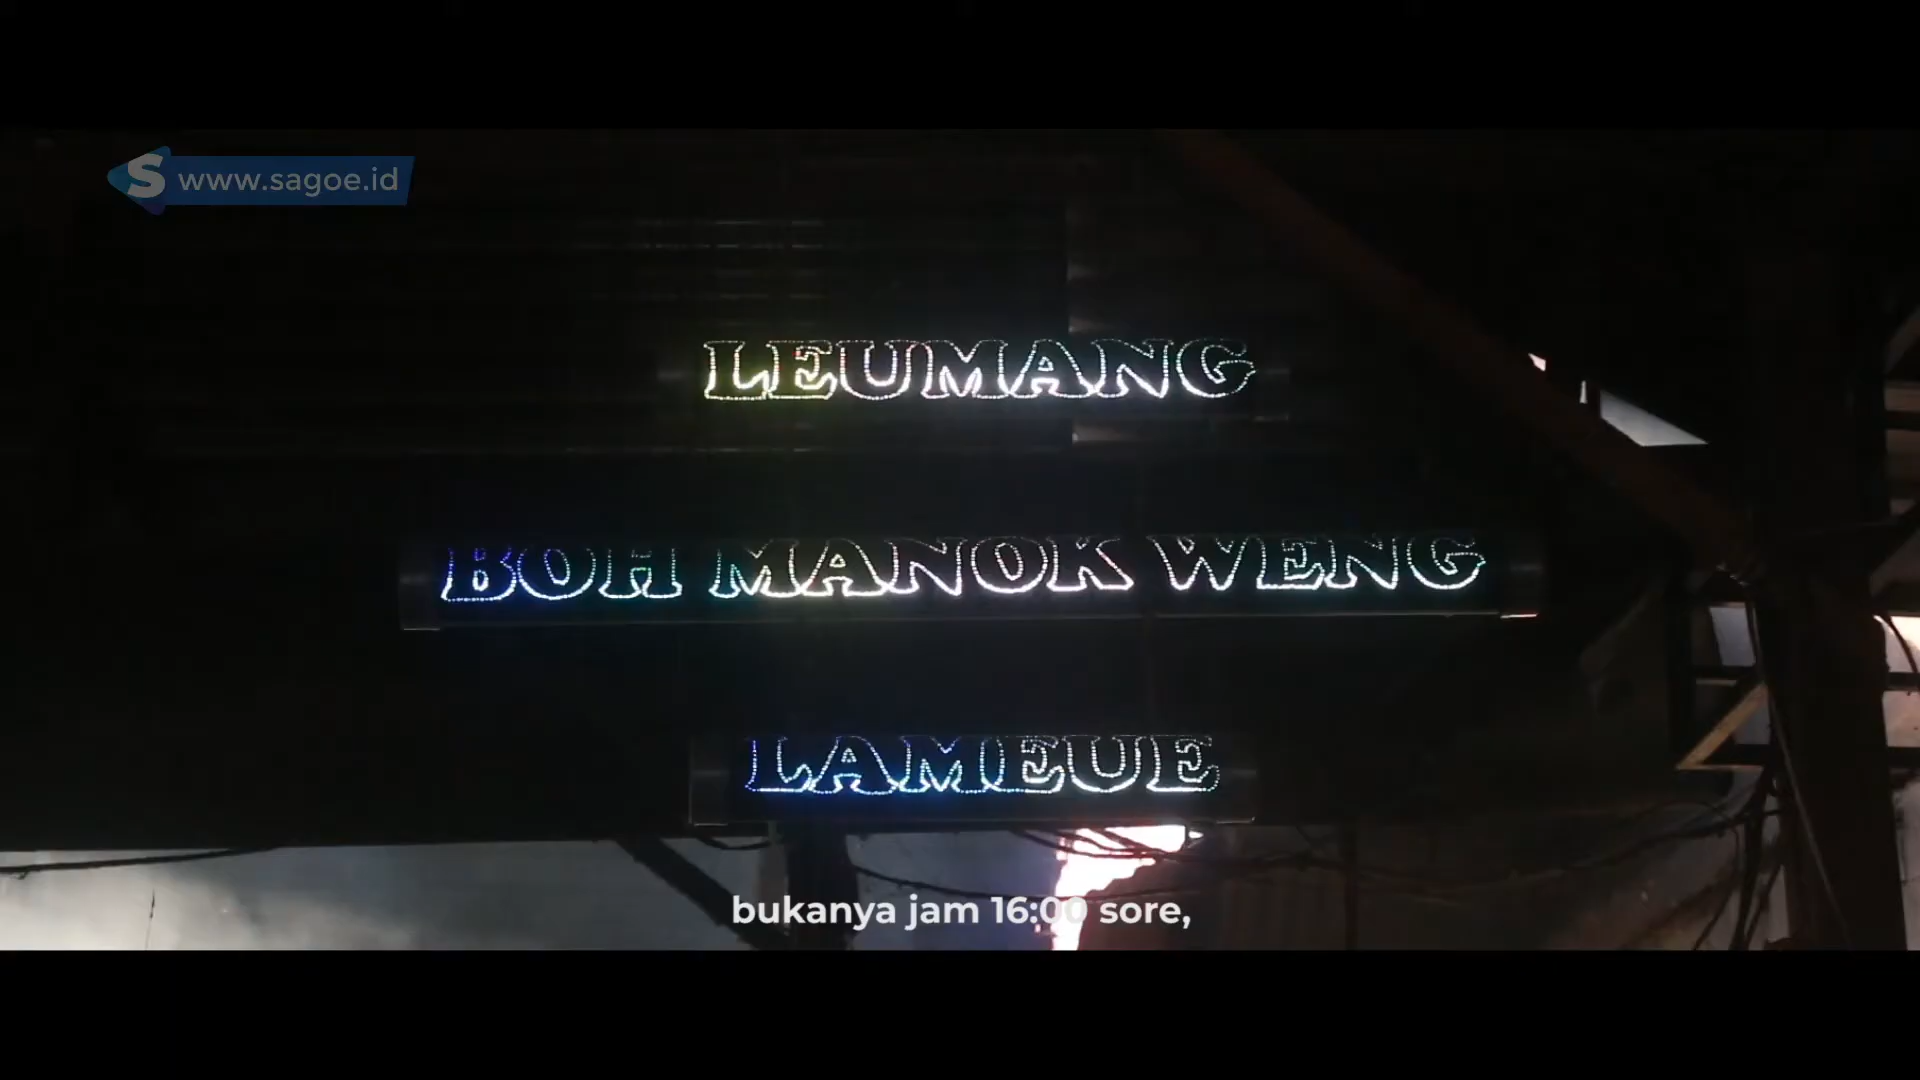 www.sagoe.id
LEUMANG
BOH MANOK WENG
LAMEUE
bukanya jam 16:00 sore,